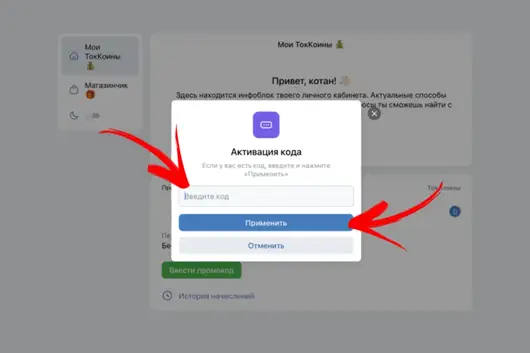 Мои
ТокКоины
Магазинчик
Мои ТокКоины
Привет, котан!
Здесь находится инфоблок твоего личного кабинета. Актуальные способы
сы ты сможешь найти с
Активация кода
Если у вас есть код, введите и нажмите
«Применить»
Введите код
Применить
Отменить
0
Ввести промокод
История начислений